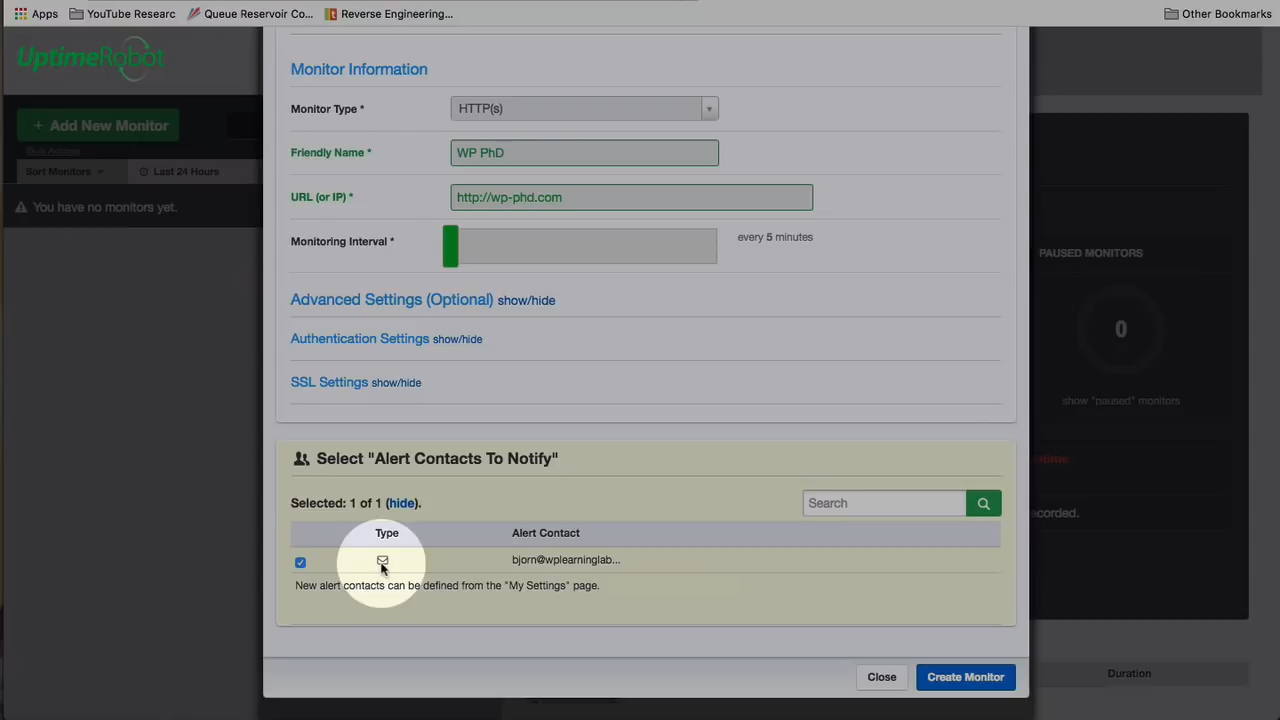 Apps YouTube Researc Queue Reservoir Co... Reverse Engineering... Other Bookmarks
UptimeRobot
+ Add New Monitor
Bulk Actions
Sort Monitors Last 24 Hours
You have no monitors yet.
Monitor Information
Monitor Type * HTTP(s)
Friendly Name * WP PhD
URL (or IP) * http://wp-phd.com
Monitoring Interval * every 5 minutes
Advanced Settings (Optional) show/hide
Authentication Settings show/hide
SSL Settings show/hide
Select "Alert Contacts To Notify"
Selected: 1 of 1 (hide). Search
Type Alert Contact
bjorn@wplearninglab...
New alert contacts can be defined from the "My Settings" page.
Close Create Monitor
PAUSED MONITORS
0
show "paused" monitors
ecorded.
Duration